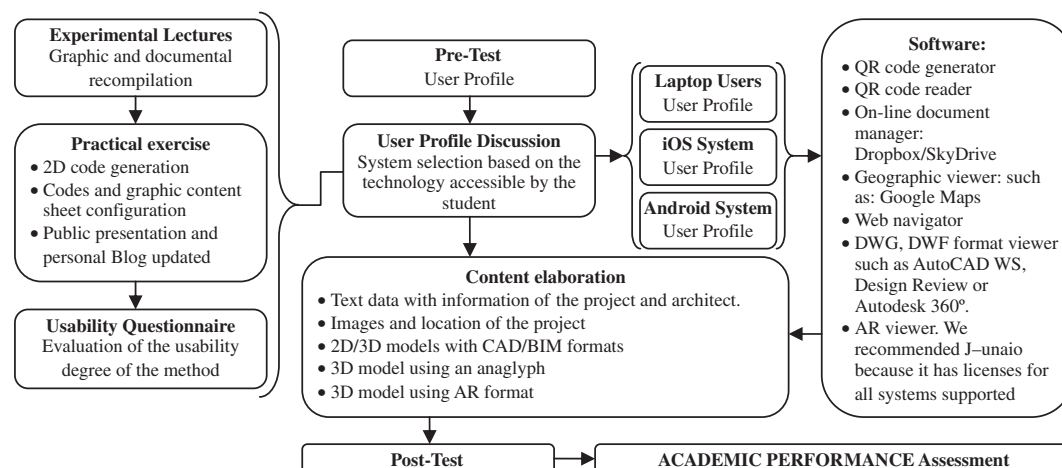 Experimental Lectures
Graphic and documental
recompilation
Practical exercise
• 2D code generation
• Codes and graphic content
sheet configuration
• Public presentation and
personal Blog updated
Usability Questionnaire
Evaluation of the usability
degree of the method
Pre-Test
User Profile
User Profile Discussion
System selection based on the
technology accessible by the
student
Laptop Users
User Profile
iOS System
User Profile
Android System
User Profile
Software:
• QR code generator
• QR code reader
• On-line document
manager:
Dropbox/SkyDrive
• Geographic viewer: such
as: Google Maps
• Web navigator
• DWG, DWF format viewer
such as AutoCAD WS,
Design Review or
Autodesk 360º.
• AR viewer. We
recommended J–unaio
because it has licenses for
all systems supported
Content elaboration
• Text data with information of the project and architect.
• Images and location of the project
• 2D/3D models with CAD/BIM formats
• 3D model using an anaglyph
• 3D model using AR format
Post-Test
ACADEMIC PERFORMANCE Assessment